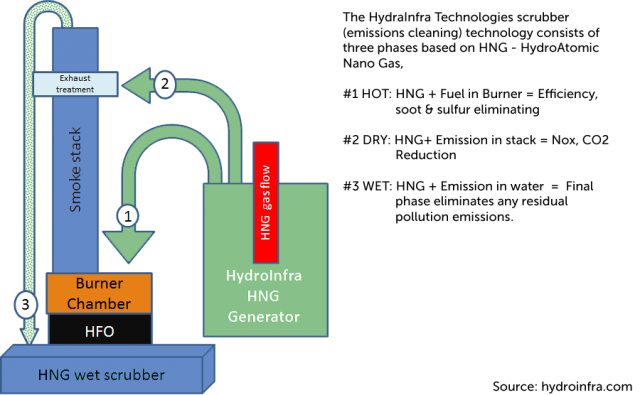 The HydraInfra Technologies scrubber
(emissions cleaning) technology consists of
three phases based on HNG - HydroAtomic
Nano Gas,
#1 HOT: HNG + Fuel in Burner = Efficiency,
soot & sulfur eliminating
#2 DRY: HNG+ Emission in stack = Nox, CO2
Reduction
#3 WET: HNG + Emission in water = Final
phase eliminates any residual
pollution emissions.
Exhaust
treatment
2
Smoke stack
1
HNG gas flow
HydroInfra
HNG
Generator
Burner
Chamber
3
HFO
HNG wet scrubber
Source: hydroinfra.com